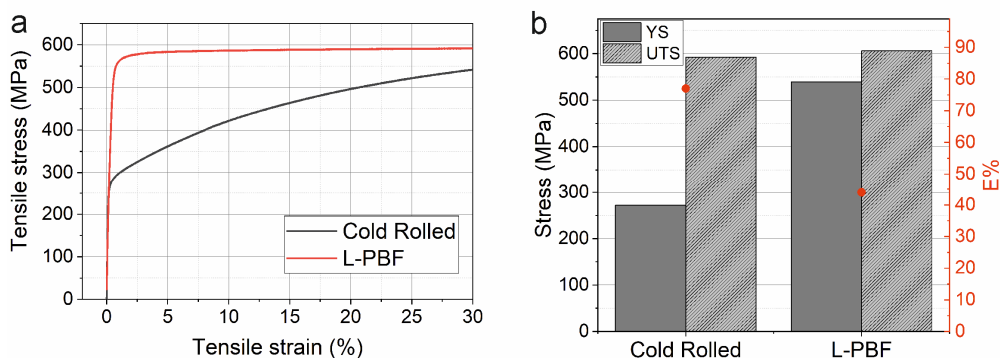 a
Tensile stress (MPa)
600
500
400
300
200
100
0
0 5 10 15 20 25 30
Tensile strain (%)
Cold Rolled
L-PBF
b
Stress (MPa)
600
500
400
300
200
100
0
YS
UTS
Cold Rolled L-PBF
90
80
70
60
50
40
30
20
10
0
E%